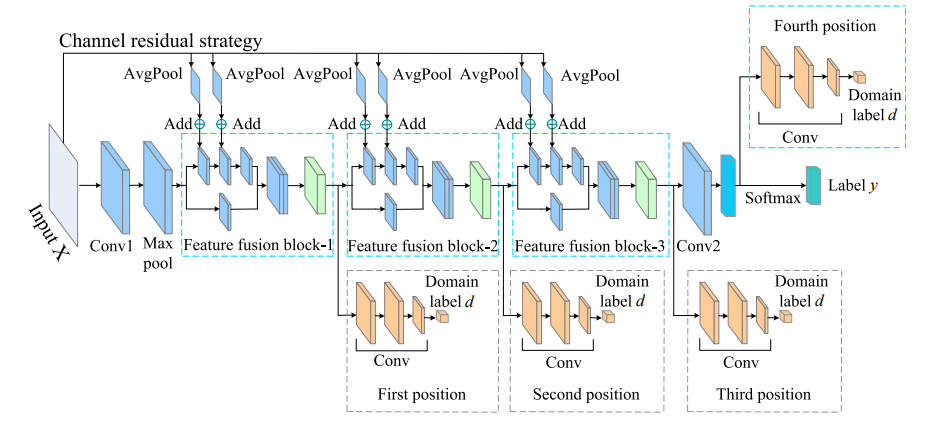 Channel residual strategy
AvgPool AvgPool AvgPool AvgPool AvgPool AvgPool
Fourth position
Domain
label d
Conv
Add Add Add Add Add Add
Input X
Conv1
Max
pool
Feature fusion block-1
Feature fusion block-2
Feature fusion block-3
Conv2
Softmax
Label y
Domain
label d
Conv
First position
Domain
label d
Conv
Second position
Domain
label d
Conv
Third position